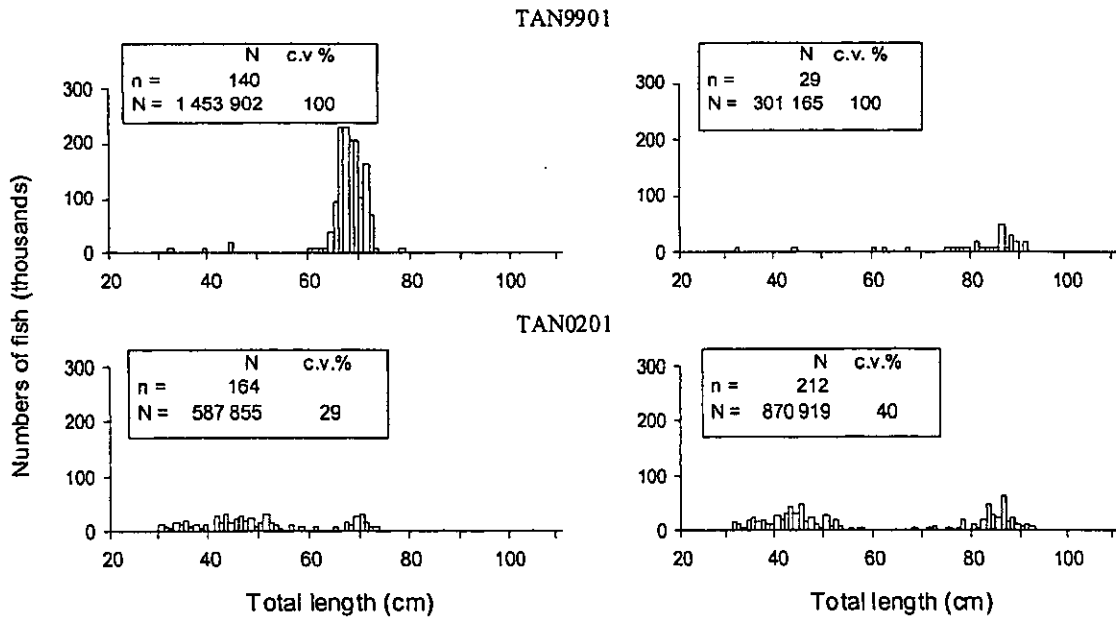 TAN9901
N c.v %
n = 140
N = 1 453 902 100
N c.v. %
n = 29
N = 301 165 100
300
200
100
0
20 40 60 80 100
300
200
100
0
20 40 60 80 100
Numbers of fish (thousands)
TAN0201
N c.v.%
n = 164
N = 587 855 29
N c.v.%
n = 212
N = 870 919 40
300
200
100
0
20 40 60 80 100
Total length (cm)
300
200
100
0
20 40 60 80 100
Total length (cm)